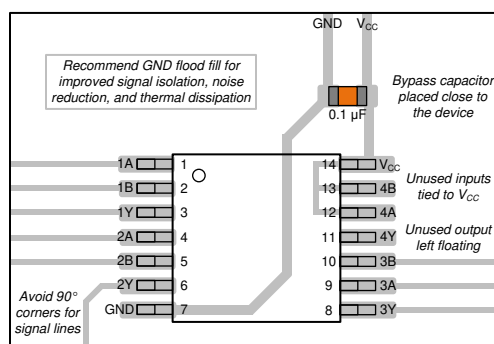 GND VCC
Recommend GND flood fill for
improved signal isolation, noise
reduction, and thermal dissipation
Bypass capacitor
placed close to
the device
0.1 µF
1A 1 14 VCC
1B 2 13 4B
1Y 3 12 4A
2A 4 11 4Y
2B 5 10 3B
2Y 6 9 3A
GND 7 8 3Y
Unused inputs
tied to VCC
Unused output
left floating
Avoid 90°
corners for
signal lines